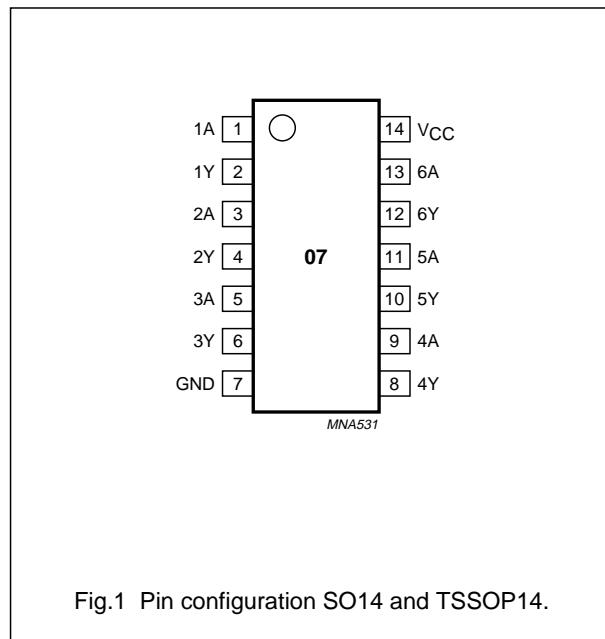 1A 1 14 VCC
1Y 2 13 6A
2A 3 12 6Y
2Y 4 07 11 5A
3A 5 10 5Y
3Y 6 9 4A
GND 7 8 4Y
MNA531
Fig.1 Pin configuration SO14 and TSSOP14.